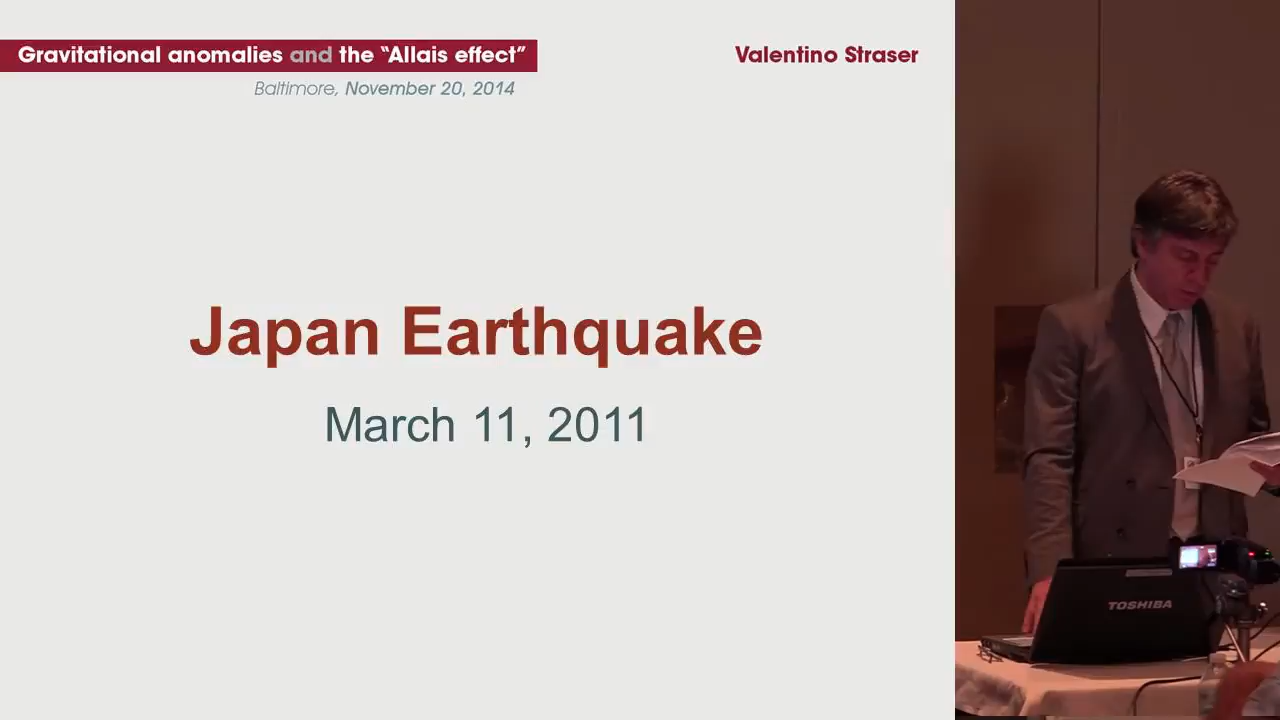 Gravitational anomalies and the “Allais effect”
Valentino Straser
Baltimore, November 20, 2014
Japan Earthquake
March 11, 2011
TOSHIBA